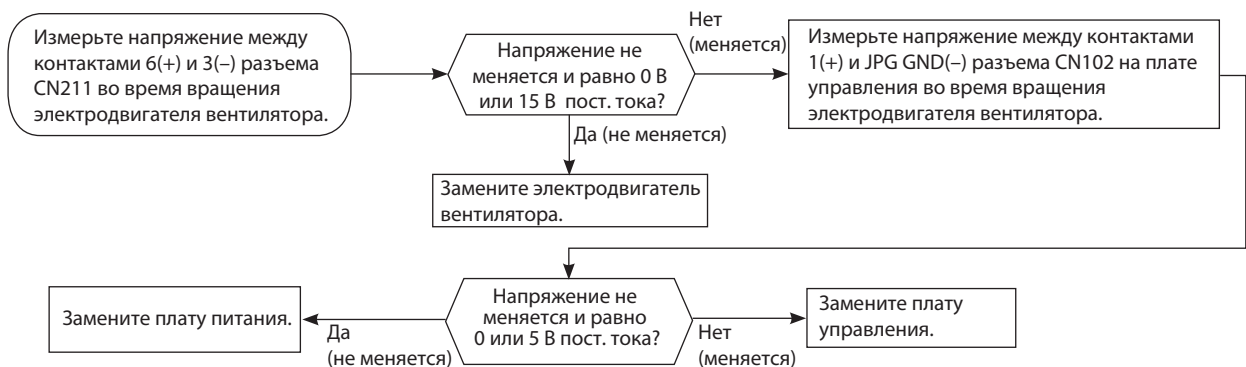 Измерьте напряжение между
контактами 6(+) и 3(–) разъема
CN211 во время вращения
электродвигателя вентилятора.
Напряжение не
меняется и равно 0 В
или 15 В пост. тока?
Нет
(меняется)
Измерьте напряжение между контактами
1(+) и JPG GND(–) разъема CN102 на плате
управления во время вращения
электродвигателя вентилятора.
Да (не меняется)
Замените электродвигатель
вентилятора.
Напряжение не
меняется и равно
0 или 5 В пост. тока?
Да
(не меняется)
Замените плату питания.
Нет
(меняется)
Замените плату
управления.